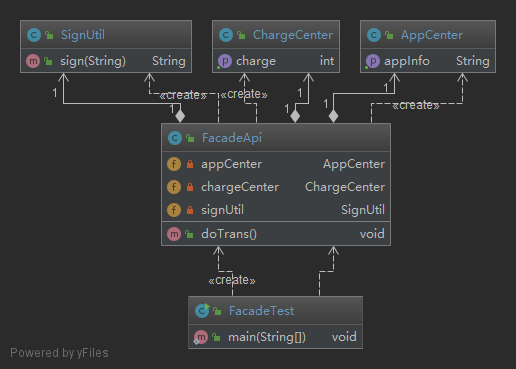 SignUtil
sign(String) String
ChargeCenter
charge int
AppCenter
appInfo String
1 «create» «create» 1 1 «create»
1 1 1
FacadeApi
appCenter AppCenter
chargeCenter ChargeCenter
signUtil SignUtil
doTrans() void
«create»
FacadeTest
main(String[]) void
Powered by yFiles